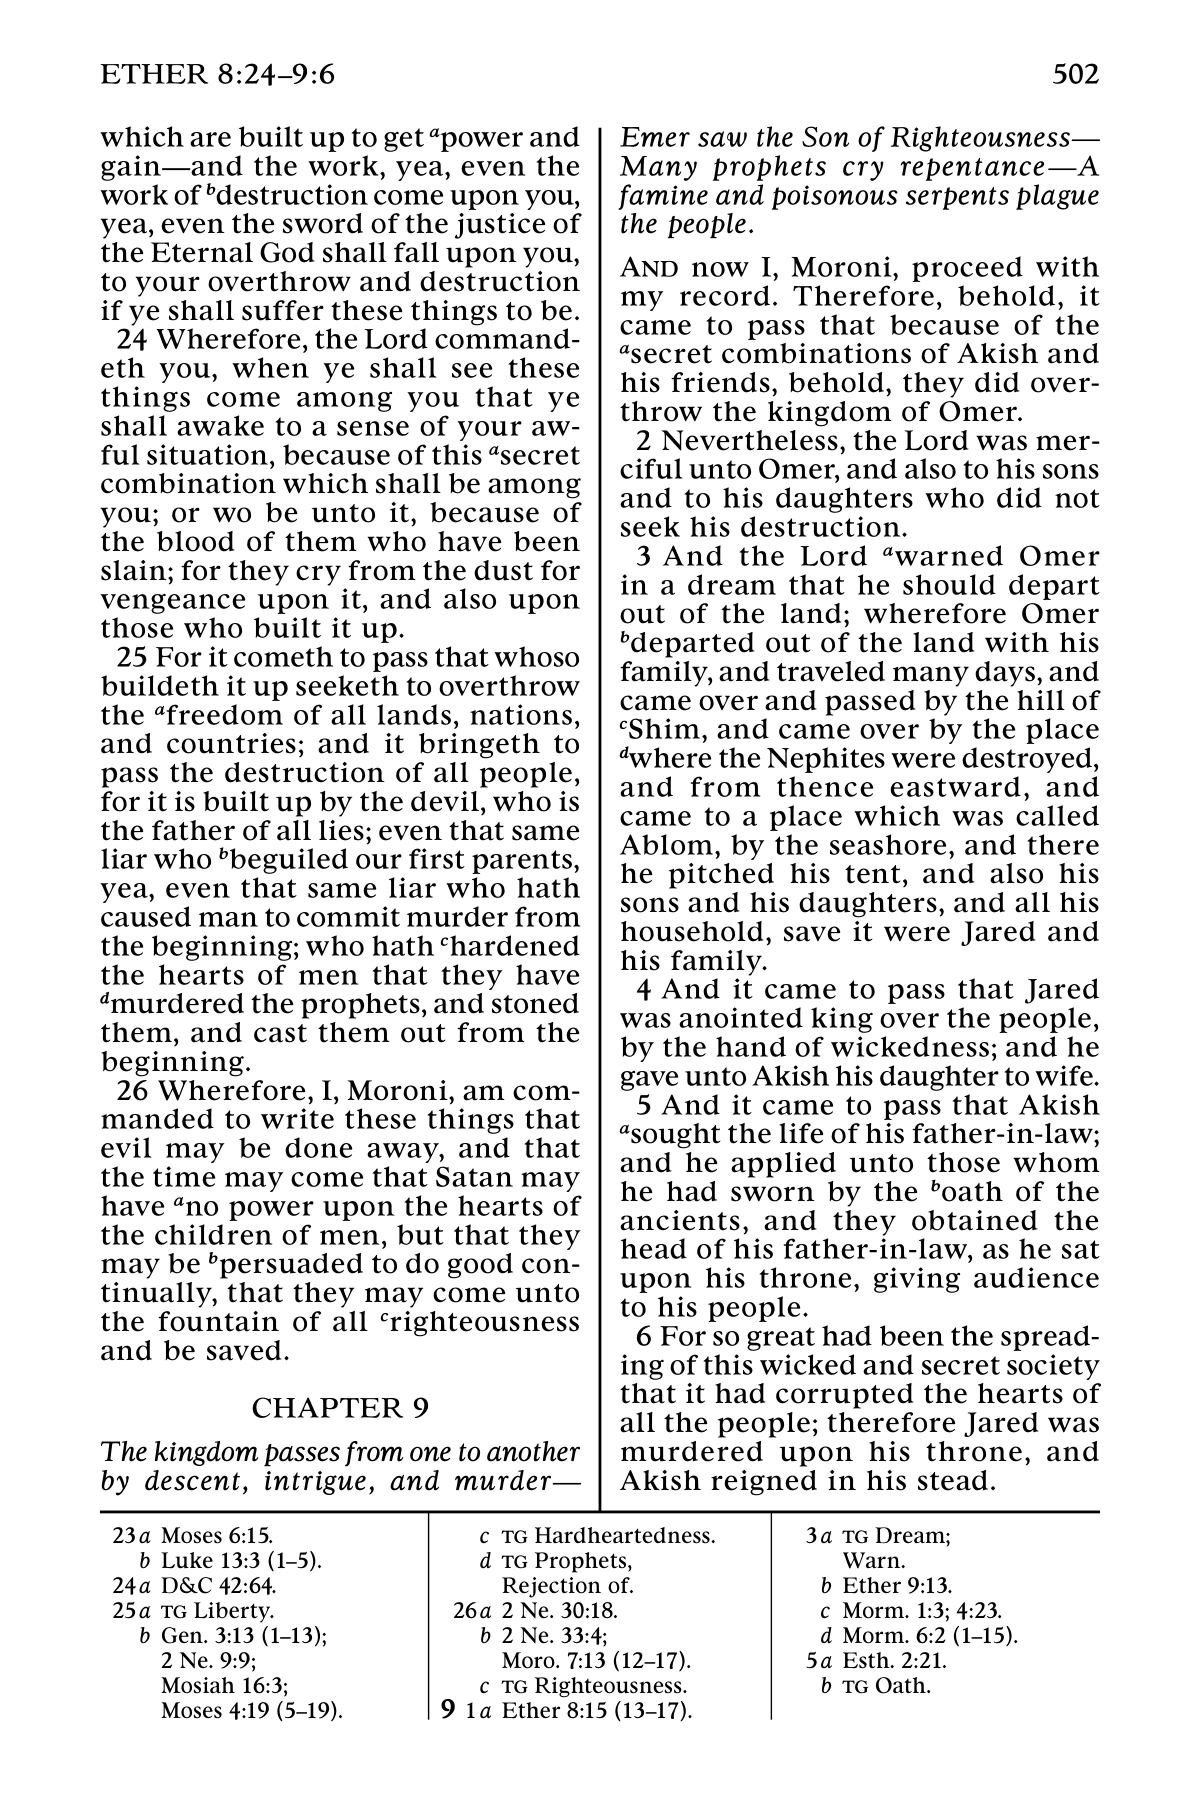 ETHER 8:24–9:6
502
which are built up to get ᵃpower and
gain—and the work, yea, even the
work of ᵇdestruction come upon you,
yea, even the sword of the justice of
the Eternal God shall fall upon you,
to your overthrow and destruction
if ye shall suffer these things to be.
24 Wherefore, the Lord command-
eth you, when ye shall see these
things come among you that ye
shall awake to a sense of your aw-
ful situation, because of this ᵃsecret
combination which shall be among
you; or wo be unto it, because of
the blood of them who have been
slain; for they cry from the dust for
vengeance upon it, and also upon
those who built it up.
25 For it cometh to pass that whoso
buildeth it up seeketh to overthrow
the ᵃfreedom of all lands, nations,
and countries; and it bringeth to
pass the destruction of all people,
for it is built up by the devil, who is
the father of all lies; even that same
liar who ᵇbeguiled our first parents,
yea, even that same liar who hath
caused man to commit murder from
the beginning; who hath ᶜhardened
the hearts of men that they have
ᵈmurdered the prophets, and stoned
them, and cast them out from the
beginning.
26 Wherefore, I, Moroni, am com-
manded to write these things that
evil may be done away, and that
the time may come that Satan may
have ᵃno power upon the hearts of
the children of men, but that they
may be ᵇpersuaded to do good con-
tinually, that they may come unto
the fountain of all ᶜrighteousness
and be saved.
CHAPTER 9
The kingdom passes from one to another
by descent, intrigue, and murder—
Emer saw the Son of Righteousness—
Many prophets cry repentance—A
famine and poisonous serpents plague
the people.
AND now I, Moroni, proceed with
my record. Therefore, behold, it
came to pass that because of the
ᵃsecret combinations of Akish and
his friends, behold, they did over-
throw the kingdom of Omer.
2 Nevertheless, the Lord was mer-
ciful unto Omer, and also to his sons
and to his daughters who did not
seek his destruction.
3 And the Lord ᵃwarned Omer
in a dream that he should depart
out of the land; wherefore Omer
ᵇdeparted out of the land with his
family, and traveled many days, and
came over and passed by the hill of
ᶜShim, and came over by the place
ᵈwhere the Nephites were destroyed,
and from thence eastward, and
came to a place which was called
Ablom, by the seashore, and there
he pitched his tent, and also his
sons and his daughters, and all his
household, save it were Jared and
his family.
4 And it came to pass that Jared
was anointed king over the people,
by the hand of wickedness; and he
gave unto Akish his daughter to wife.
5 And it came to pass that Akish
ᵃsought the life of his father-in-law;
and he applied unto those whom
he had sworn by the ᵇoath of the
ancients, and they obtained the
head of his father-in-law, as he sat
upon his throne, giving audience
to his people.
6 For so great had been the spread-
ing of this wicked and secret society
that it had corrupted the hearts of
all the people; therefore Jared was
murdered upon his throne, and
Akish reigned in his stead.
23 a Moses 6:15.
b Luke 13:3 (1–5).
24 a D&C 42:64.
25 a TG Liberty.
b Gen. 3:13 (1–13);
2 Ne. 9:9;
Mosiah 16:3;
Moses 4:19 (5–19).
c TG Hardheartedness.
d TG Prophets,
Rejection of.
26 a 2 Ne. 30:18.
b 2 Ne. 33:4;
Moro. 7:13 (12–17).
c TG Righteousness.
9 1 a Ether 8:15 (13–17).
3 a TG Dream;
Warn.
b Ether 9:13.
c Morm. 1:3; 4:23.
d Morm. 6:2 (1–15).
5 a Esth. 2:21.
b TG Oath.